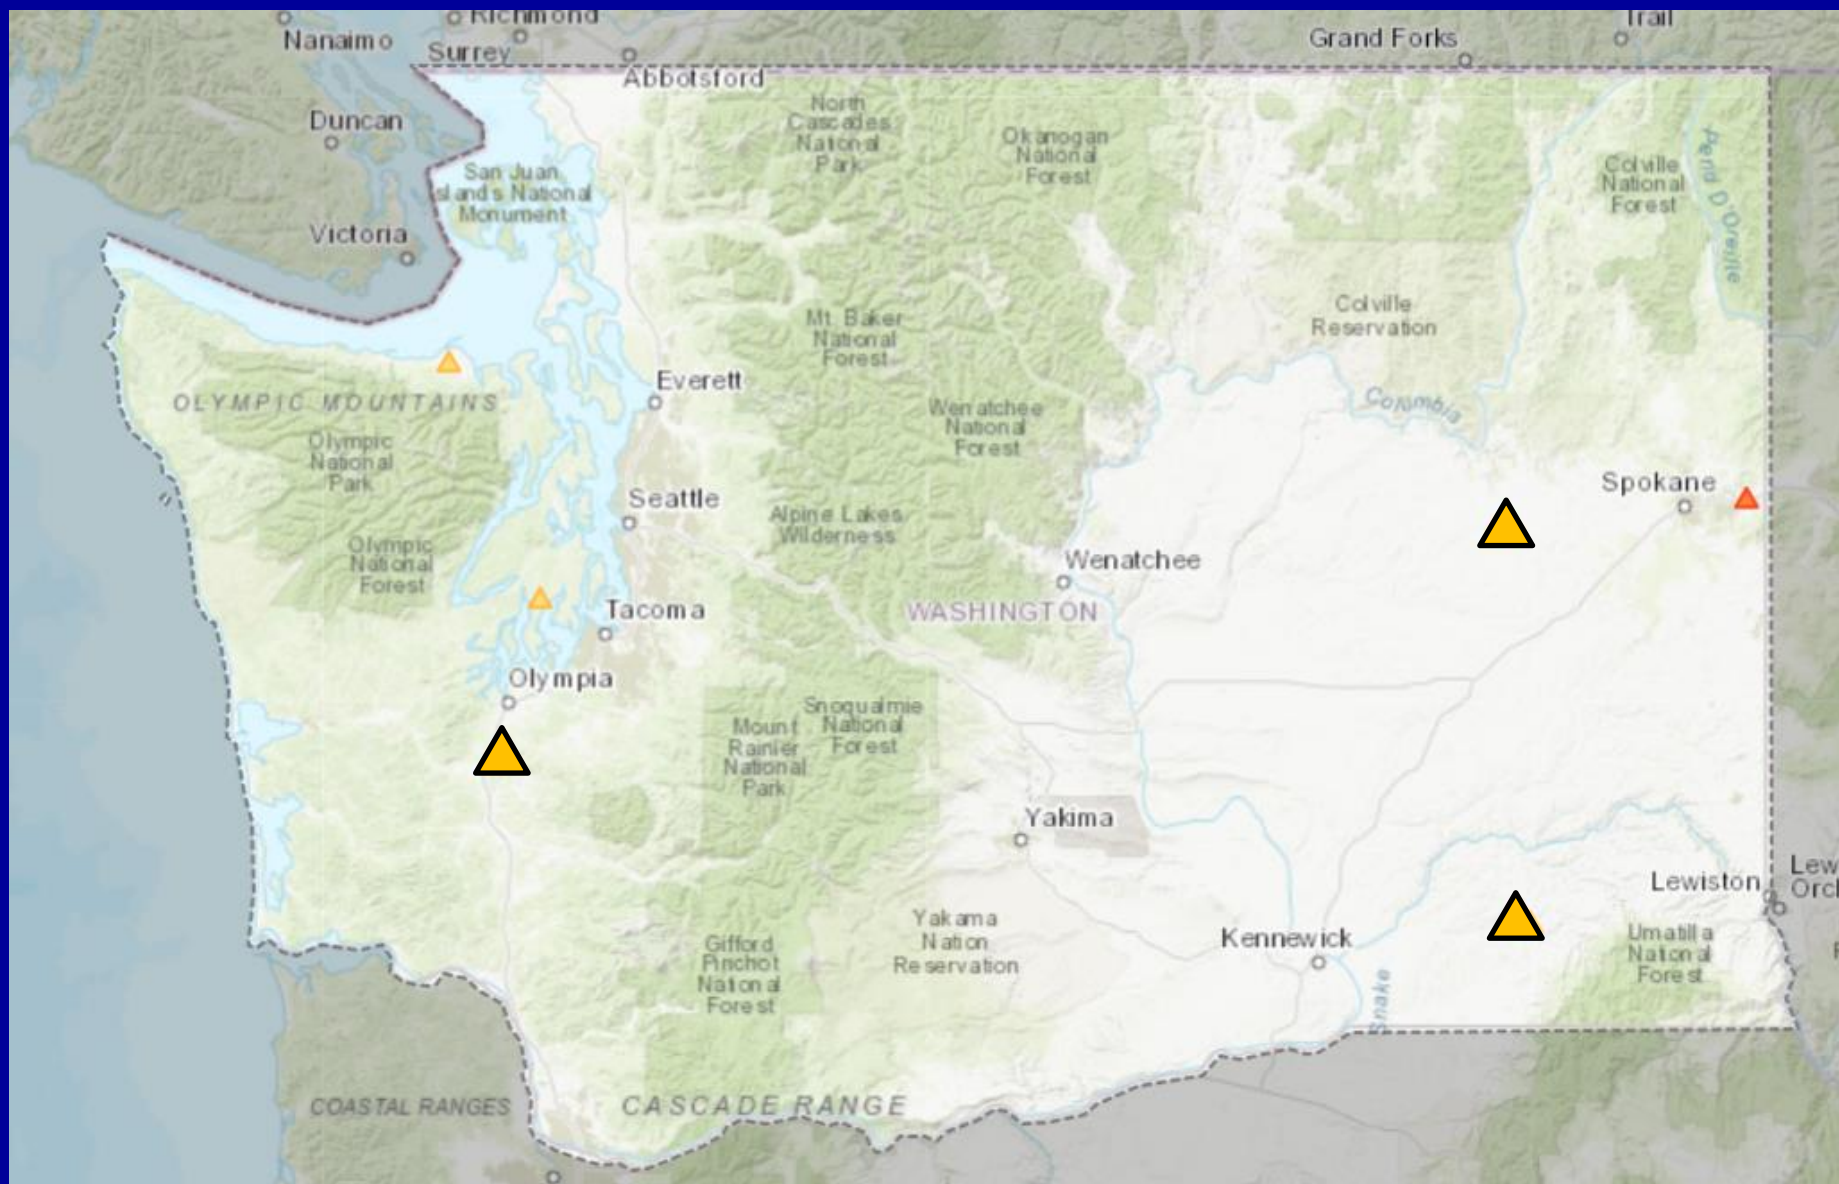 Richmond
Trail
Nanaimo
Surrey
Grand Forks
Abbotsford
North
Cascades
National
Park
Duncan
Okanogan
National
Forest
Colville
National
Forest
Pend D'Oreille
San Juan
Islands National
Monument
Victoria
Colville
Reservation
Mt. Baker
National
Forest
Everett
OLYMPIC MOUNTAINS
Columbia
Wenatchee
National
Forest
Olympic
National
Park
Spokane
Seattle
Alpine Lakes
Wilderness
Olympic
National
Forest
Wenatchee
Tacoma
WASHINGTON
Olympia
Snoqualmie
National
Forest
Mount
Rainier
National
Park
Yakima
Lewiston
Yakama
Nation
Reservation
Kennewick
Umatilla
National
Forest
Gifford
Pinchot
National
Forest
Snake
COASTAL RANGES
CASCADE RANGE